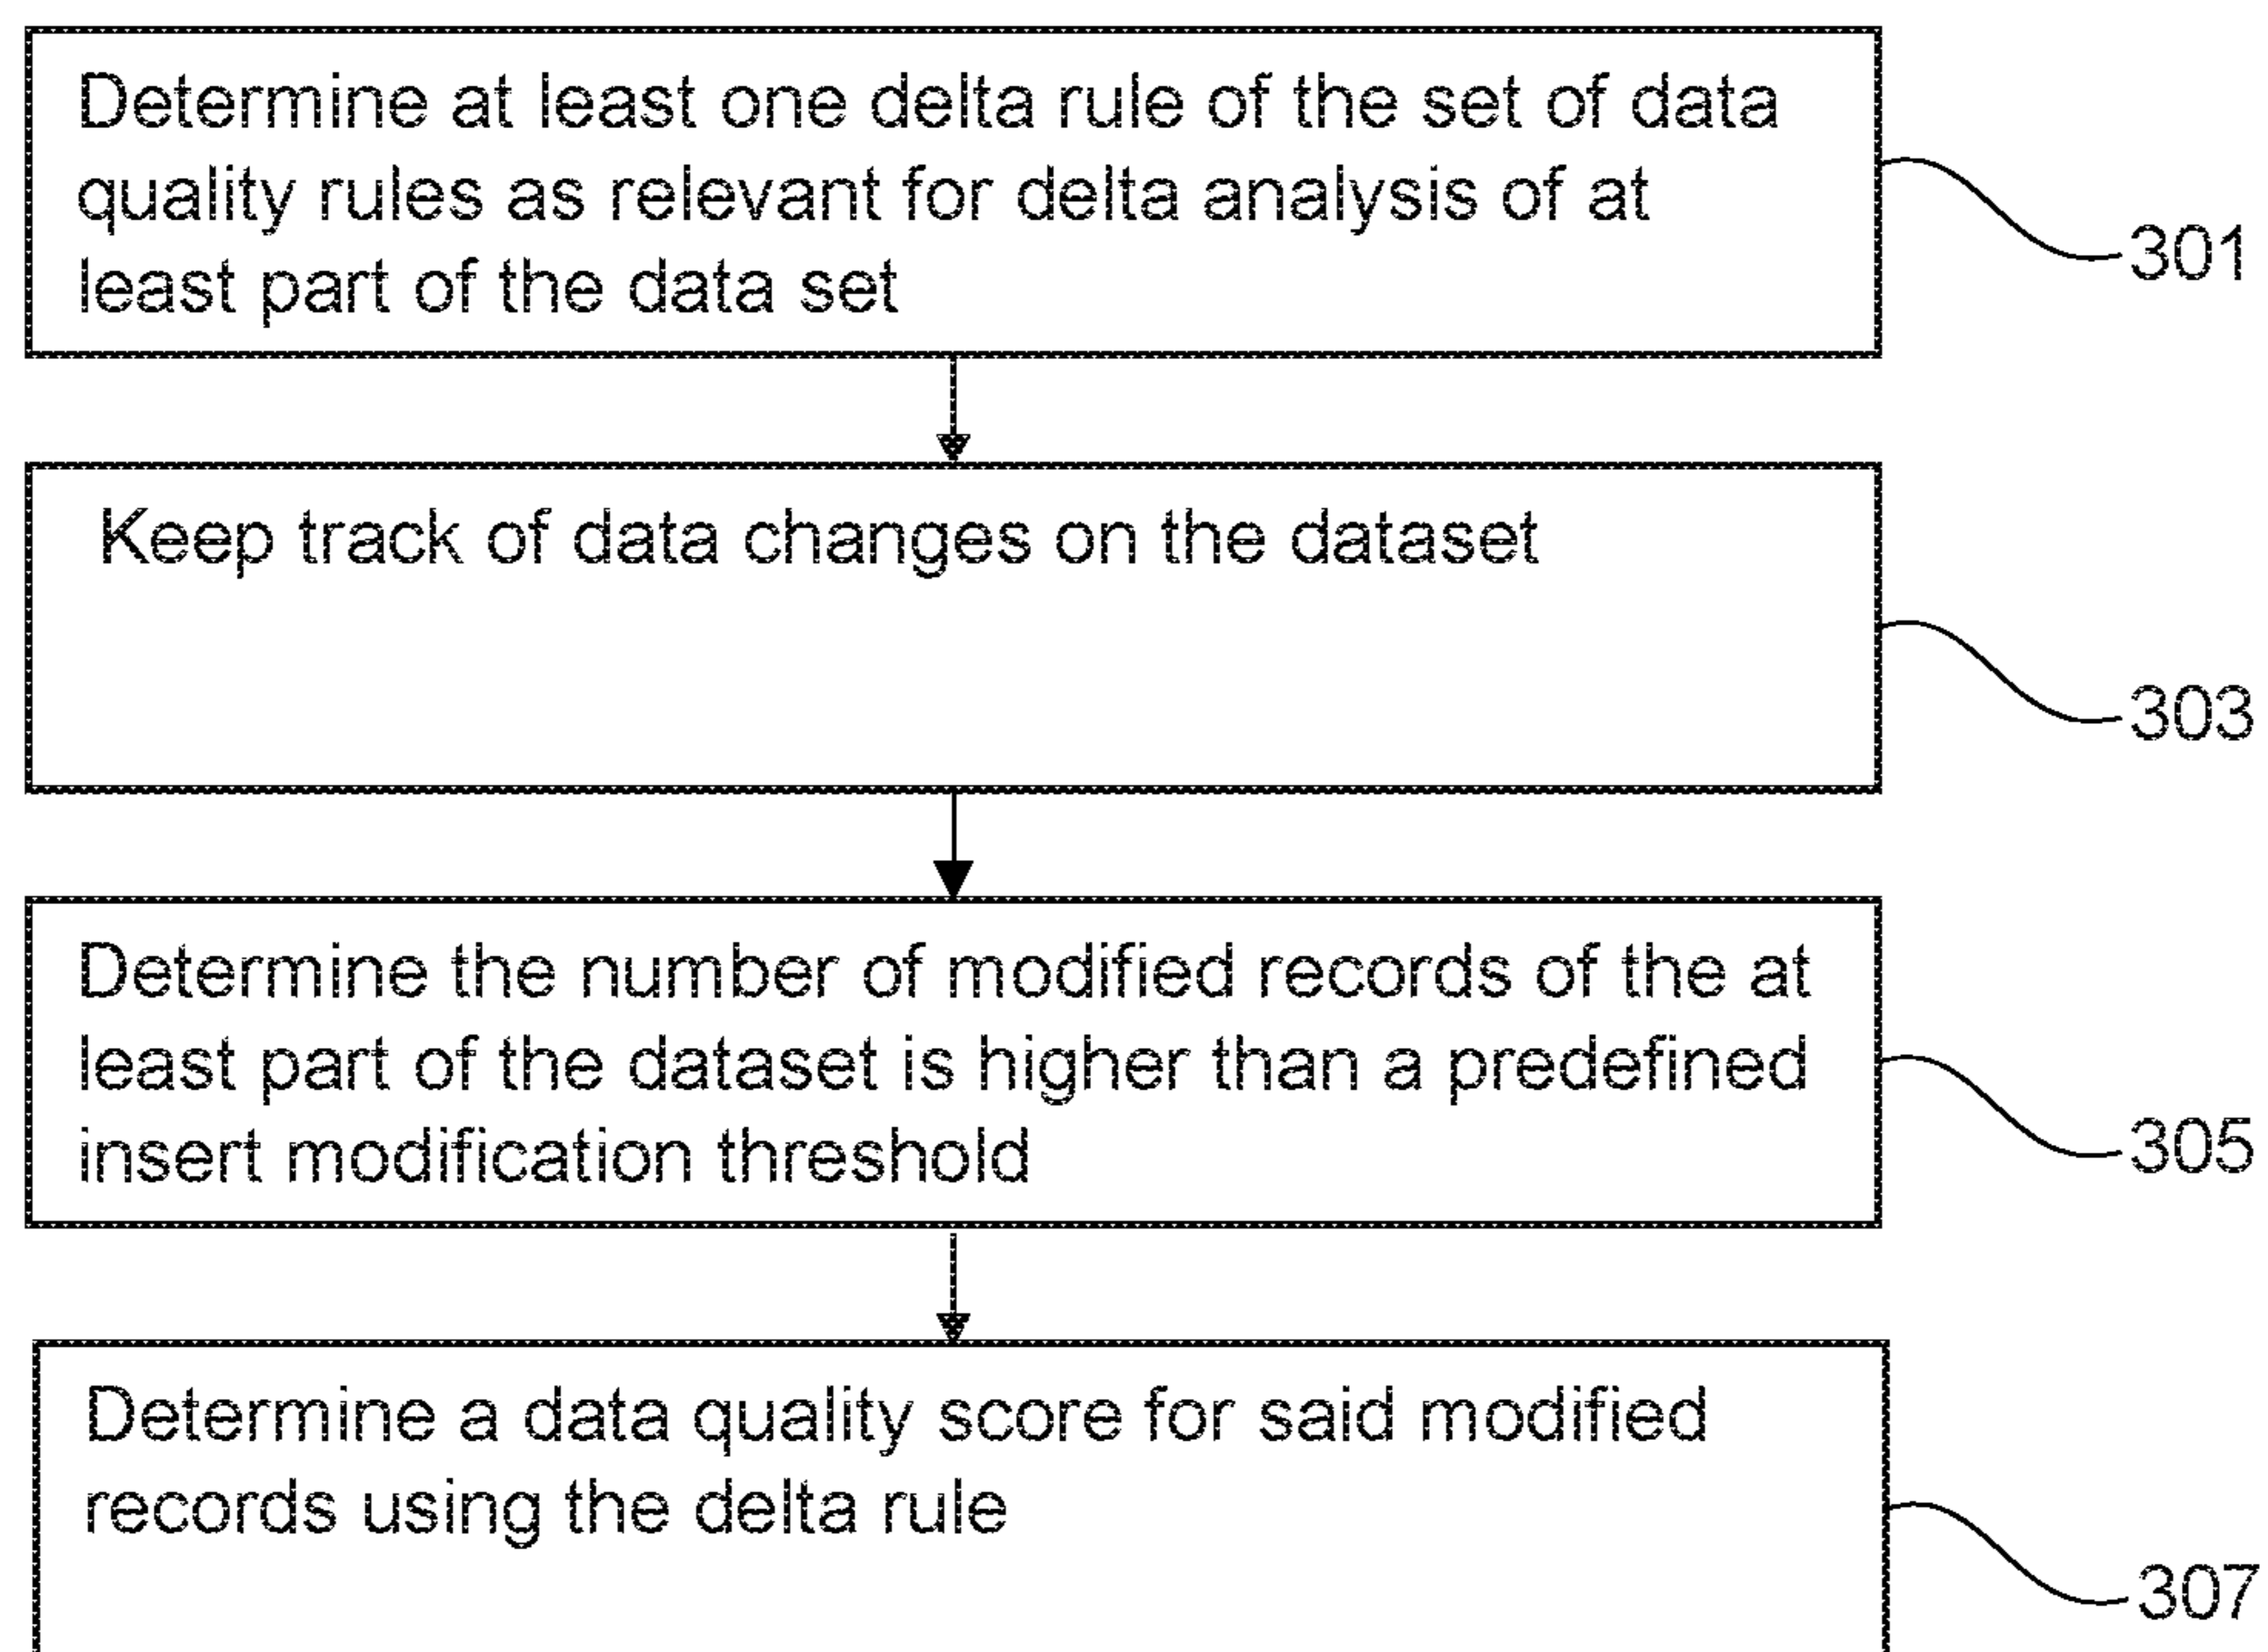 Determine at least one delta rule of the set of data
quality rules as relevant for delta analysis of at
least part of the data set
301
Keep track of data changes on the dataset
303
Determine the number of modified records of the at
least part of the dataset is higher than a predefined
insert modification threshold
305
Determine a data quality score for said modified
records using the delta rule
307